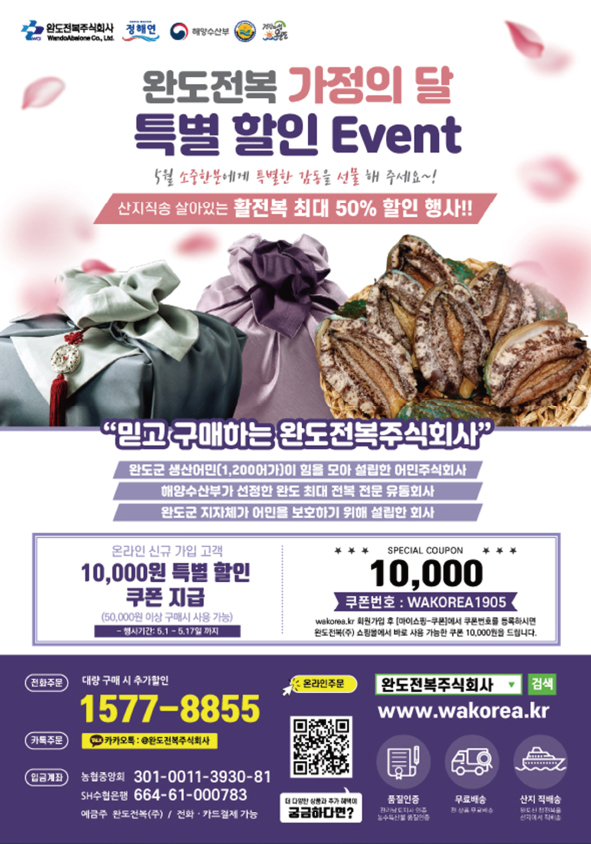 완도전복주식회사
WandoAbalone Co., Ltd.
청해연
해양수산부
완도전복 가정의 달
특별 할인 Event
5월 소중한분에게 특별한 감동을 선물 해 주세요~!
산지직송 살아있는 활전복 최대 50% 할인 행사!!
“믿고 구매하는 완도전복주식회사”
완도군 생산어민(1,200어가)이 힘을 모아 설립한 어민주식회사
해양수산부가 선정한 완도 최대 전복 전문 유통회사
완도군 지자체가 어민을 보호하기 위해 설립한 회사
온라인 신규 가입 고객
10,000원 특별 할인
쿠폰 지급
(50,000원 이상 구매시 사용 가능)
- 행사기간: 5.1 – 5.17일 까지
★ ★ ★ SPECIAL COUPON ★ ★ ★
10,000
쿠폰번호 : WAKOREA1905
wakorea.kr 회원가입 후 [마이쇼핑-쿠폰]에서 쿠폰번호를 등록하시면
완도전복(주) 쇼핑몰에서 바로 사용 가능한 쿠폰 10,000원을 드립니다.
전화주문
대량 구매 시 추가할인
1577-8855
카톡주문
TALK 카카오톡 : @완도전복주식회사
입금계좌
농협중앙회 301-0011-3930-81
SH수협은행 664-61-000783
예금주 완도전복(주) / 전화 · 카드결제 가능
온라인주문
더 다양한 상품과 추가 혜택이
궁금하다면?
완도전복주식회사 ▼ 검색
www.wakorea.kr
품질인증
무료배송
전 상품 무료배송
산지 직배송